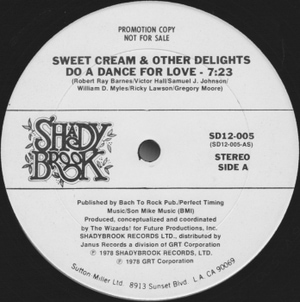 PROMOTION COPY
NOT FOR SALE
SWEET CREAM & OTHER DELIGHTS
DO A DANCE FOR LOVE - 7:23
(Robert Ray Barnes/Victor Hall/Samuel J. Johnson/
William D. Myles/Ricky Lawson/Gregory Moore)
SHADY
BROOK
SD12-005
(SD12-005-AS)
STEREO
SIDE A
Published by Bach To Rock Pub./Perfect Timing
Music/Son Mike Music (BMI)
Produced, conceptualized and coordinated
by The Wizards' for Future Productions, Inc.
SHADYBROOK RECORDS LTD., distributed by
Janus Records a division of GRT Corporation
℗ 1978 SHADYBROOK RECORDS, LTD.
© 1978 GRT Corporation
Sutton Miller Ltd. 8913 Sunset Blvd. L.A. CA 90069